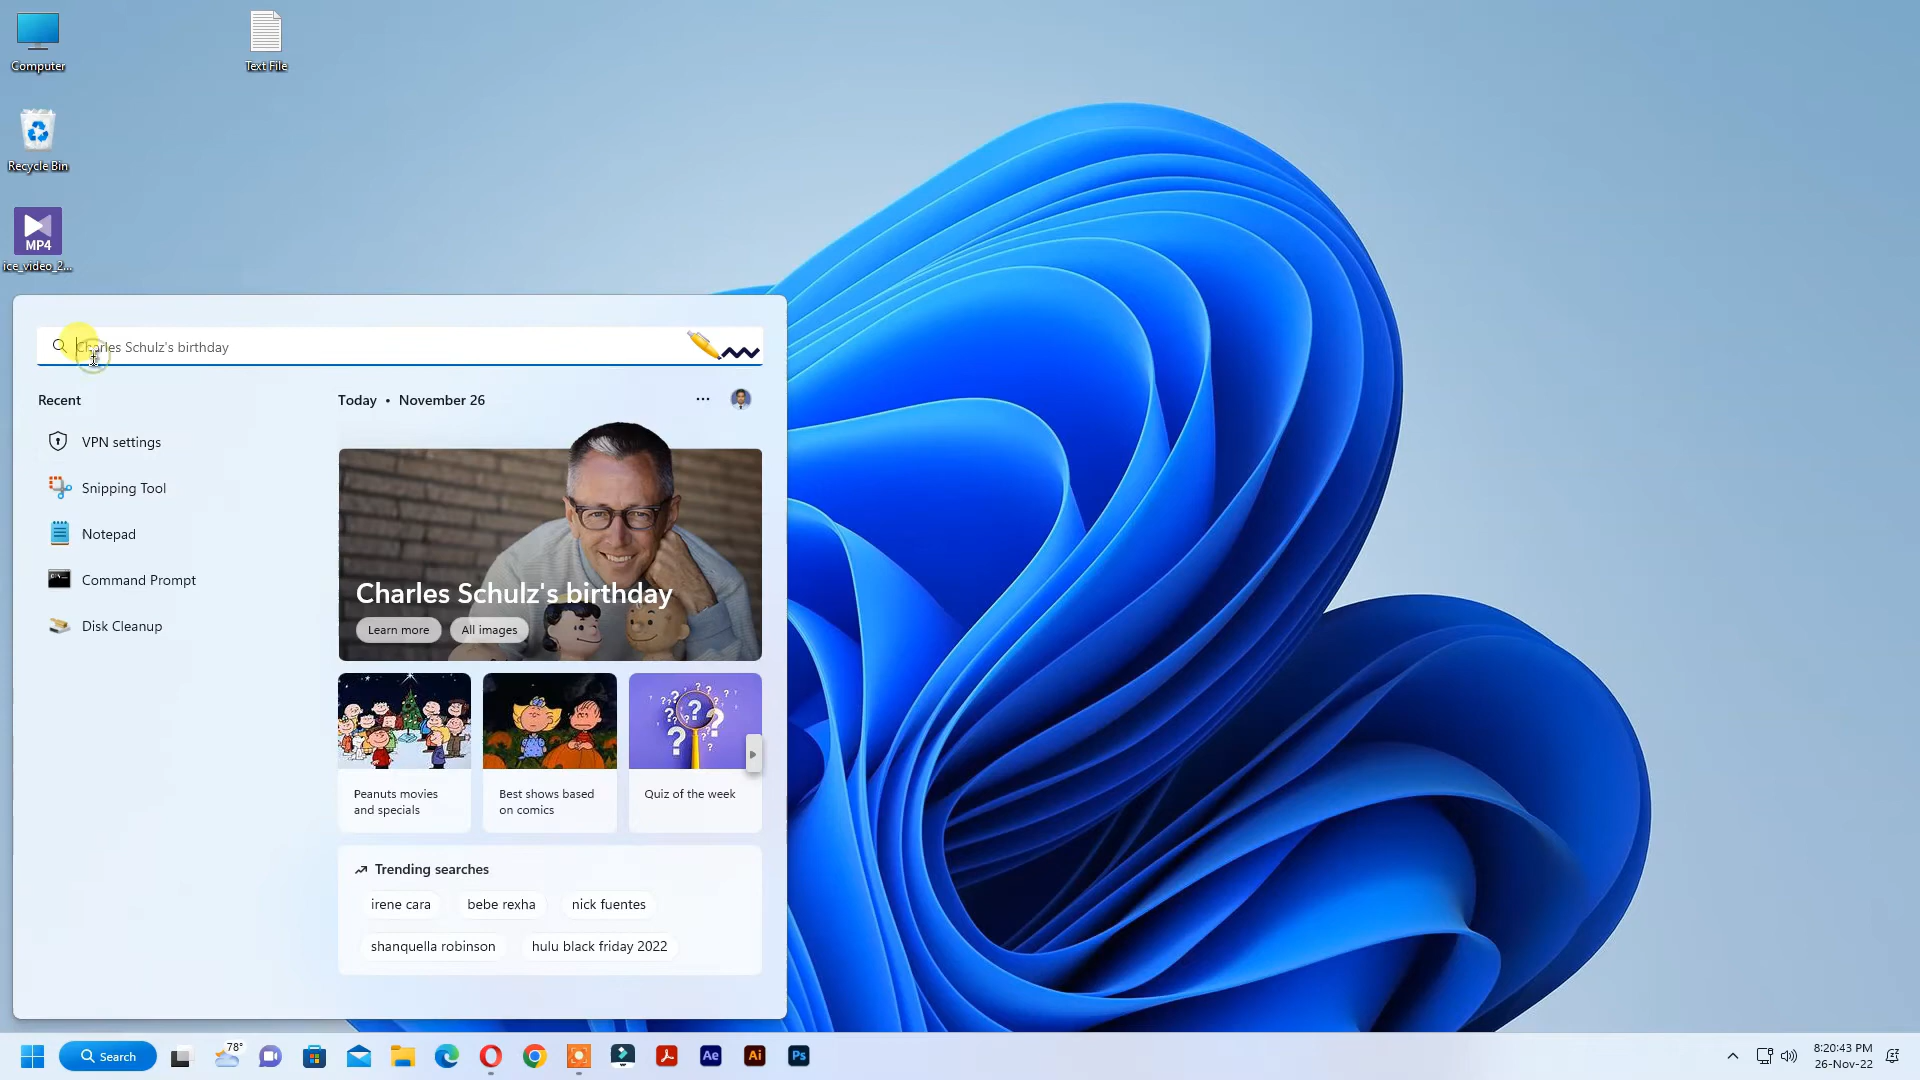 Computer
Text File
Recycle Bin
MP4
ice_video_2...
Charles Schulz's birthday
Recent
Today • November 26
VPN settings
Snipping Tool
Notepad
Command Prompt
Disk Cleanup
Charles Schulz's birthday
Learn more
All images
Peanuts movies
and specials
Best shows based
on comics
Quiz of the week
Trending searches
irene cara
bebe rexha
nick fuentes
shanquella robinson
hulu black friday 2022
Search
78°
Ae
Ai
Ps
8:20:43 PM
26-Nov-22